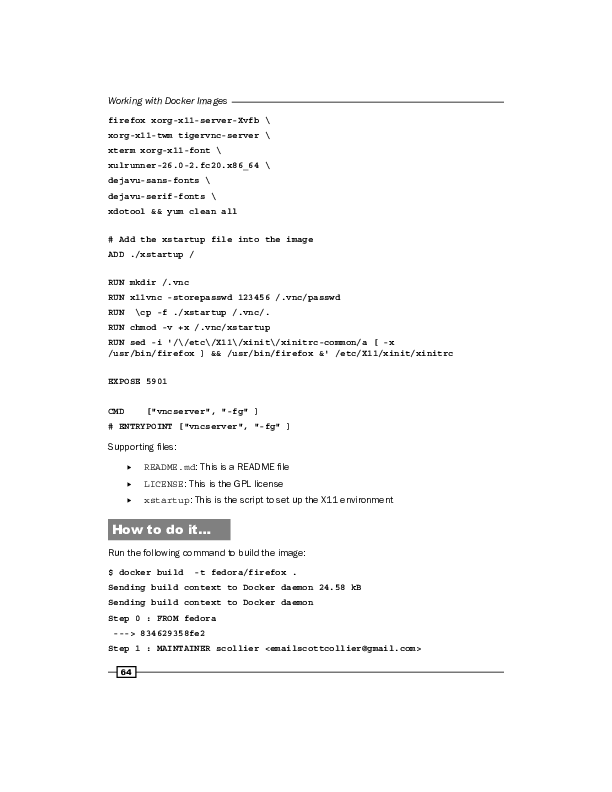 Working with Docker Images
firefox xorg-x11-server-Xvfb \
xorg-x11-twm tigervnc-server \
xterm xorg-x11-font \
xulrunner-26.0-2.fc20.x86_64 \
dejavu-sans-fonts \
dejavu-serif-fonts \
xdotool && yum clean all
# Add the xstartup file into the image
ADD ./xstartup /
RUN mkdir /.vnc
RUN x11vnc -storepasswd 123456 /.vnc/passwd
RUN  \cp -f ./xstartup /.vnc/.
RUN chmod -v +x /.vnc/xstartup
RUN sed -i '/\/etc\/X11\/xinit\/xinitrc-common/a [ -x
/usr/bin/firefox ] && /usr/bin/firefox &' /etc/X11/xinit/xinitrc
EXPOSE 5901
CMD    ["vncserver", "-fg" ]
# ENTRYPOINT ["vncserver", "-fg" ]
Supporting files:
▸ README.md: This is a README file
▸ LICENSE: This is the GPL license
▸ xstartup: This is the script to set up the X11 environment
How to do it…
Run the following command to build the image:
$ docker build  -t fedora/firefox .
Sending build context to Docker daemon 24.58 kB
Sending build context to Docker daemon
Step 0 : FROM fedora
 ---> 834629358fe2
Step 1 : MAINTAINER scollier <emailscottcollier@gmail.com>
64